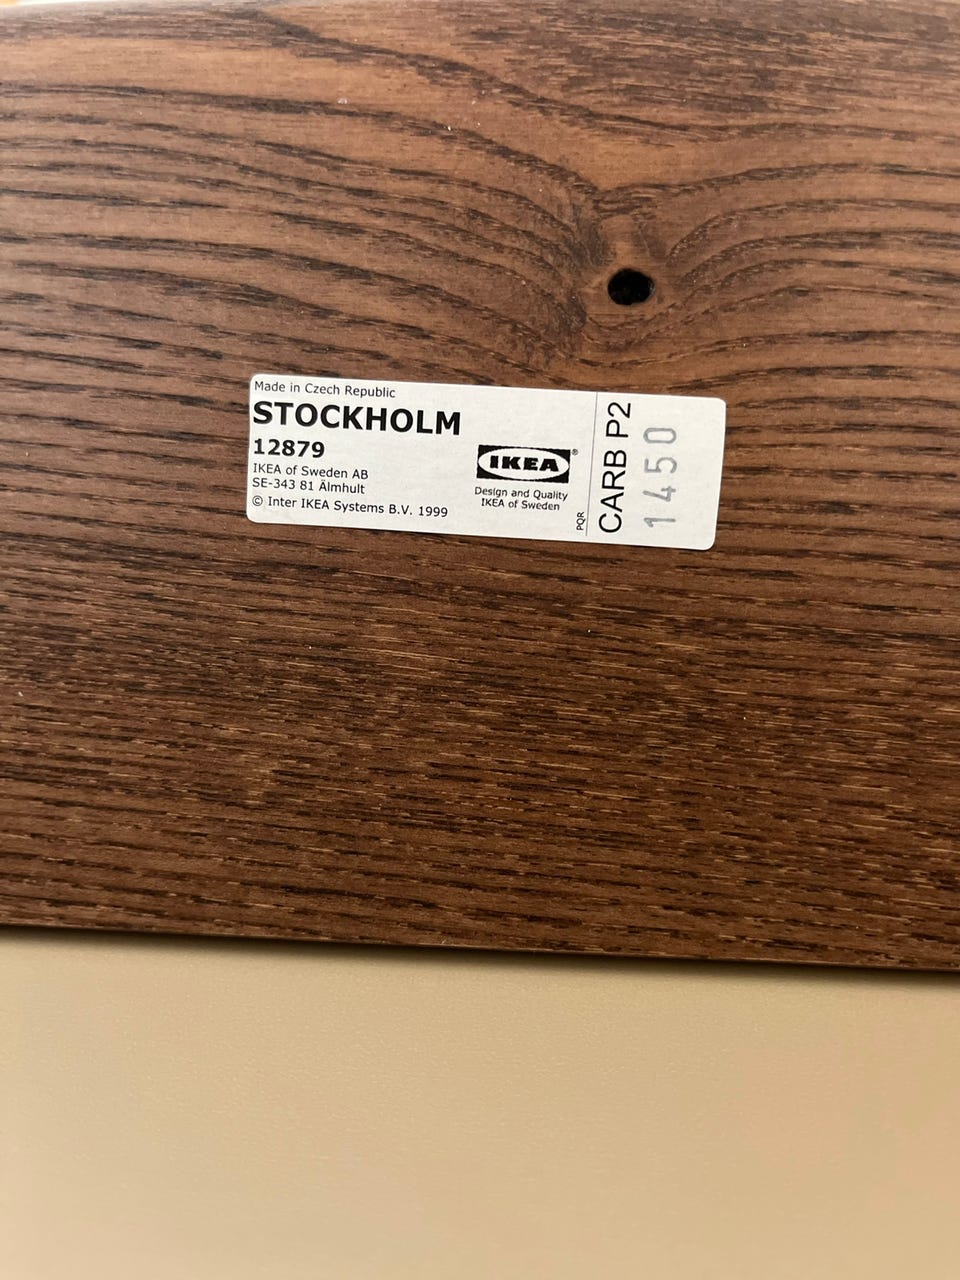 Made in Czech Republic
STOCKHOLM
12879
IKEA of Sweden AB
SE-343 81 Älmhult
© Inter IKEA Systems B.V. 1999
IKEA®
Design and Quality
IKEA of Sweden
PQR
CARB P2
1450